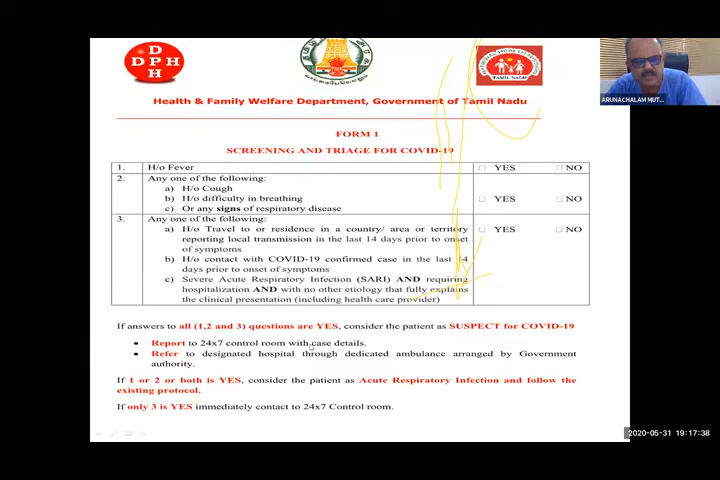 D
DPH
H
தமிழ்நாடு
வாய்மையே வெல்லும்
NATIONAL HEALTH MISSION
TAMIL NADU
ARUNACHALAM MUT...
Health & Family Welfare Department, Government of Tamil Nadu
FORM 1
SCREENING AND TRIAGE FOR COVID-19
1. H/o Fever □ YES □ NO
2. Any one of the following:
a) H/o Cough
b) H/o difficulty in breathing □ YES □ NO
c) Or any signs of respiratory disease
3. Any one of the following:
a) H/o Travel to or residence in a country/ area or territory □ YES □ NO
reporting local transmission in the last 14 days prior to onset
of symptoms
b) H/o contact with COVID-19 confirmed case in the last 14
days prior to onset of symptoms
c) Severe Acute Respiratory Infection (SARI) AND requiring
hospitalization AND with no other etiology that fully explains
the clinical presentation (including health care provider)
If answers to all (1,2 and 3) questions are YES, consider the patient as SUSPECT for COVID-19
• Report to 24x7 control room with case details.
• Refer to designated hospital through dedicated ambulance arranged by Government
authority.
If 1 or 2 or both is YES, consider the patient as Acute Respiratory Infection and follow the
existing protocol.
If only 3 is YES immediately contact to 24x7 Control room.
2020-05-31 19:17:38